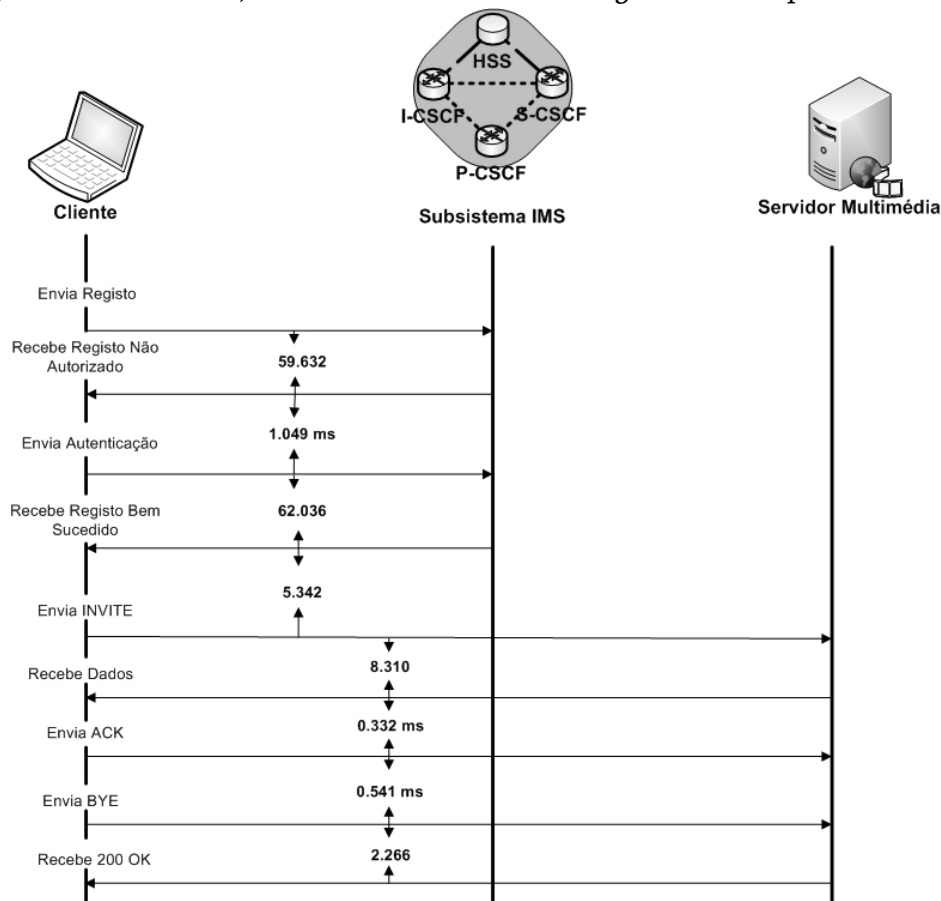 HSS
I-CSCF
S-CSCF
P-CSCF
Cliente
Subsistema IMS
Servidor Multimédia
Envia Registo
Recebe Registo Não
Autorizado
59.632
1.049 ms
Envia Autenticação
Recebe Registo Bem
Sucedido
62.036
5.342
Envia INVITE
8.310
Recebe Dados
0.332 ms
Envia ACK
0.541 ms
Envia BYE
2.266
Recebe 200 OK